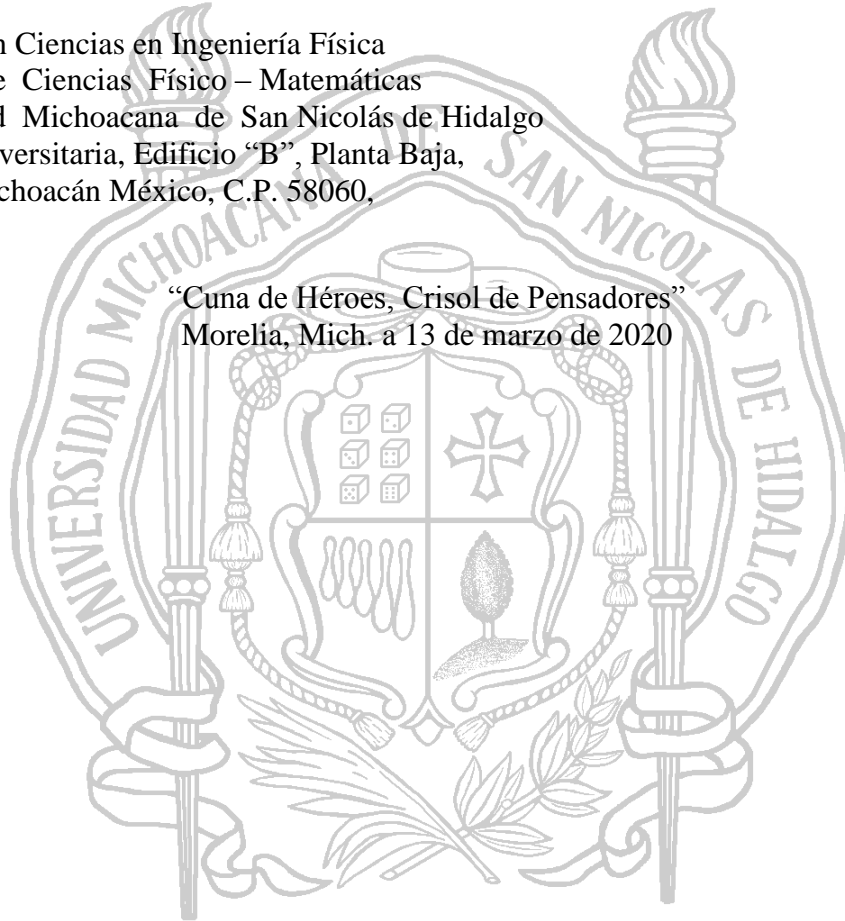 n Ciencias en Ingeniería Física
e Ciencias Físico – Matemáticas
d Michoacana de San Nicolás de Hidalgo
versitaria, Edificio “B”, Planta Baja,
choacán México, C.P. 58060,
“Cuna de Héroes, Crisol de Pensadores”
Morelia, Mich. a 13 de marzo de 2020
UNIVERSIDAD MICHOACANA DE SAN NICOLAS DE HIDALGO